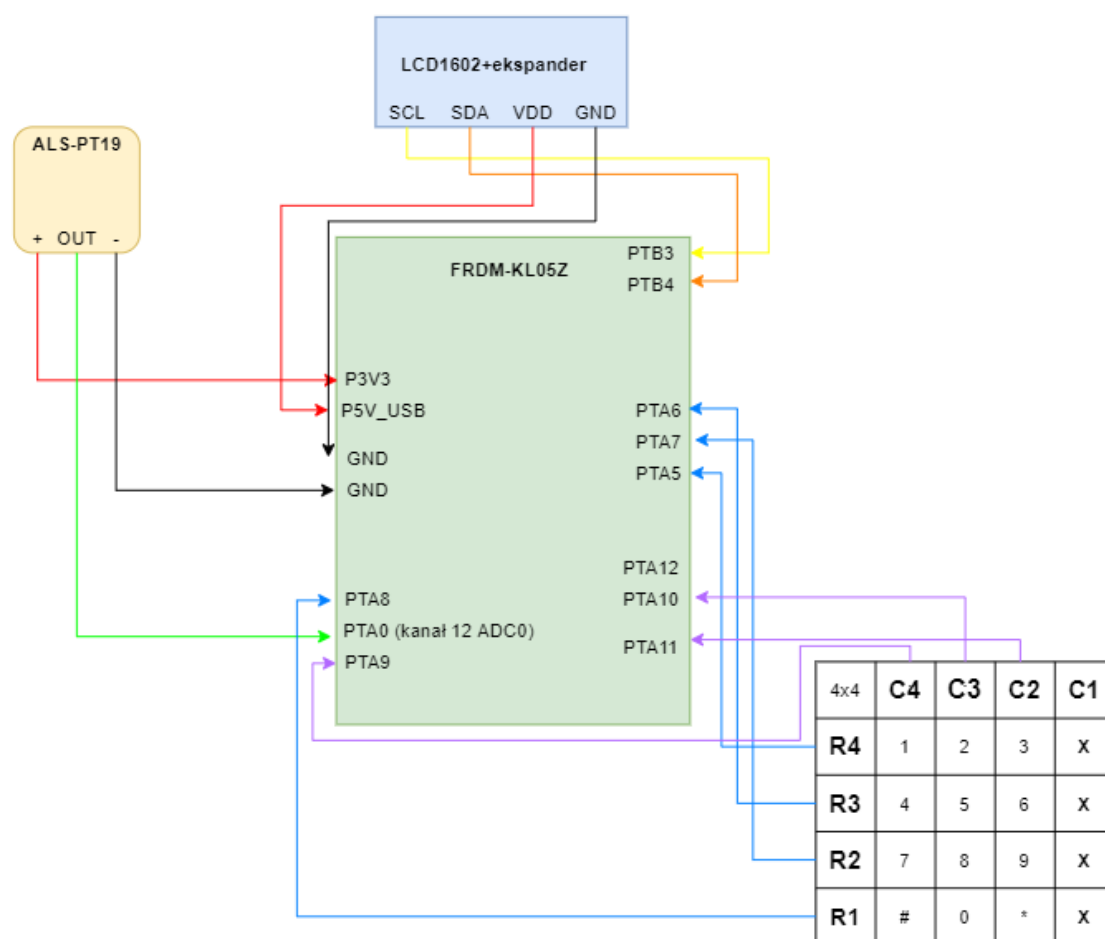 LCD1602+ekspander
SCL SDA VDD GND
ALS-PT19
+ OUT -
FRDM-KL05Z
PTB3
PTB4
P3V3
P5V_USB
GND
GND
PTA6
PTA7
PTA5
PTA12
PTA10
PTA11
PTA8
PTA0 (kanał 12 ADC0)
PTA9
4x4 C4 C3 C2 C1
R4 1 2 3 X
R3 4 5 6 X
R2 7 8 9 X
R1 # 0 * X